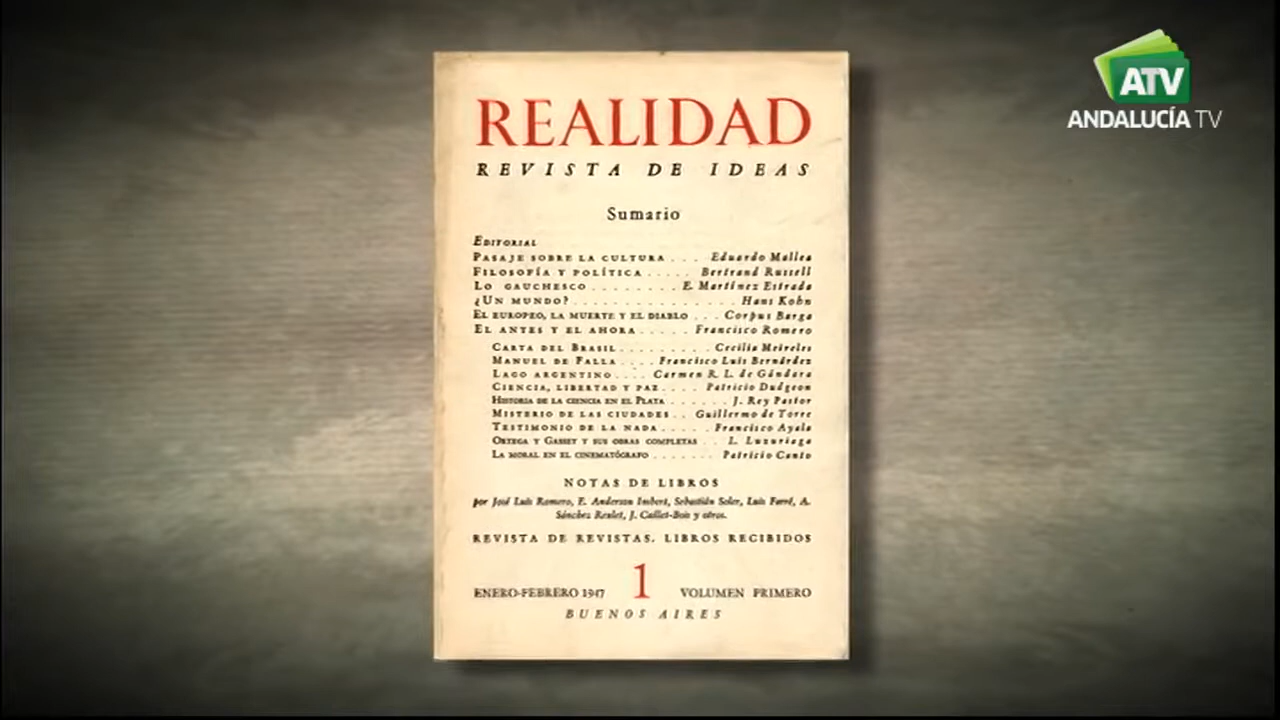 REALIDAD
REVISTA DE IDEAS
Sumario
EDITORIAL
PASAJE SOBRE LA CULTURA . . . Eduardo Mallea
FILOSOFÍA Y POLÍTICA . . . . . Bertrand Russell
LO GAUCHESCO . . . . . . . . E. Martínez Estrada
¿UN MUNDO? . . . . . . . . . . . . . . . Hans Kohn
EL EUROPEO, LA MUERTE Y EL DIABLO . . . Corpus Barga
EL ANTES Y EL AHORA . . . . . Francisco Romero
CARTA DEL BRASIL . . . . . . . . . Cecilia Meireles
MANUEL DE FALLA . . . . Francisco Luis Bernárdez
LAGO ARGENTINO . . . . Carmen R. L. de Gándara
CIENCIA, LIBERTAD Y PAZ . . . . Patricio Dudgeon
HISTORIA DE LA CIENCIA EN EL PLATA . . . . . . . J. Rey Pastor
MISTERIO DE LAS CIUDADES . . Guillermo de Torre
TESTIMONIO DE LA NADA . . . . . Francisco Ayala
ORTEGA Y GASSET Y SUS OBRAS COMPLETAS . . L. Luzuriaga
LA MORAL EN EL CINEMATÓGRAFO . . . . . . . Patricio Canto
NOTAS DE LIBROS
por José Luis Romero, E. Anderson Imbert, Sebastián Soler, Luis Farré, A.
Sánchez Reulet, J. Caillet-Bois y otros.
REVISTA DE REVISTAS. LIBROS RECIBIDOS
ENERO-FEBRERO 1947 1 VOLUMEN PRIMERO
BUENOS AIRES
ATV
ANDALUCÍA TV